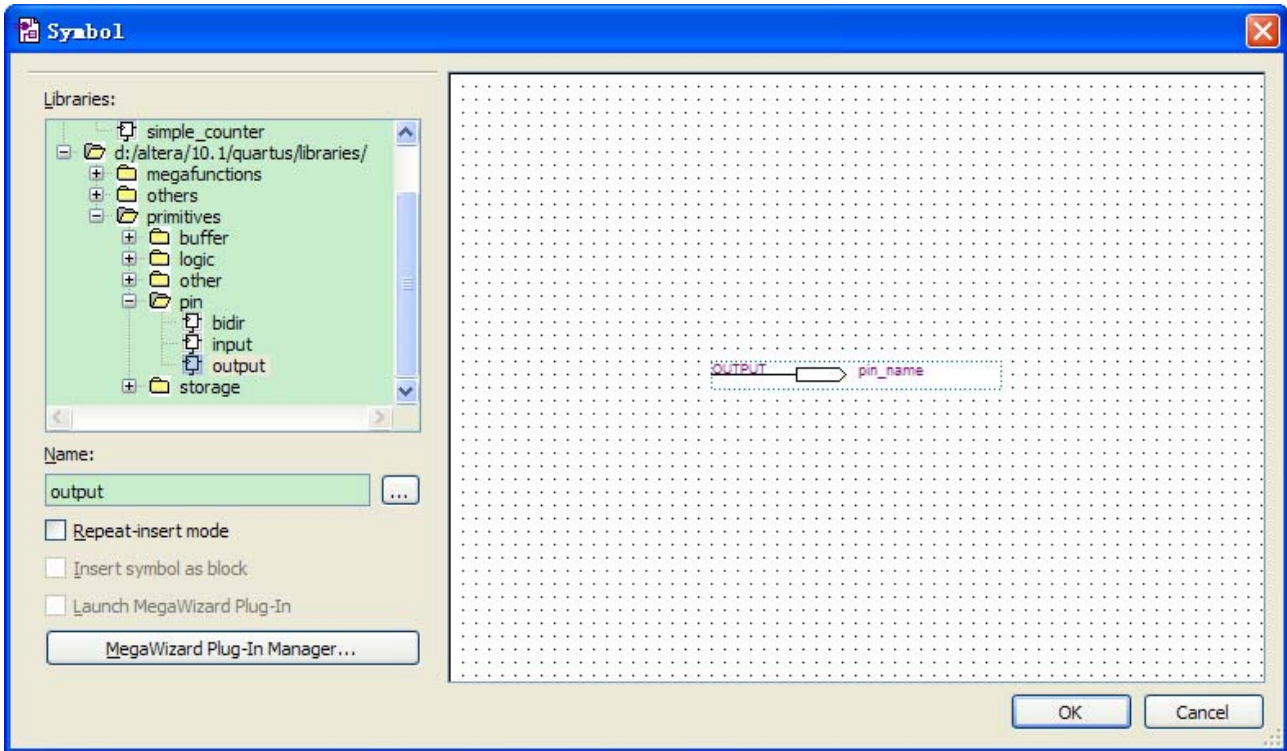 Symbol
Libraries:
simple_counter
d:/altera/10.1/quartus/libraries/
megafunctions
others
primitives
buffer
logic
other
pin
bidir
input
output
storage
Name:
output
...
Repeat-insert mode
Insert symbol as block
Launch MegaWizard Plug-In
MegaWizard Plug-In Manager...
OUTPUT pin_name
OK Cancel